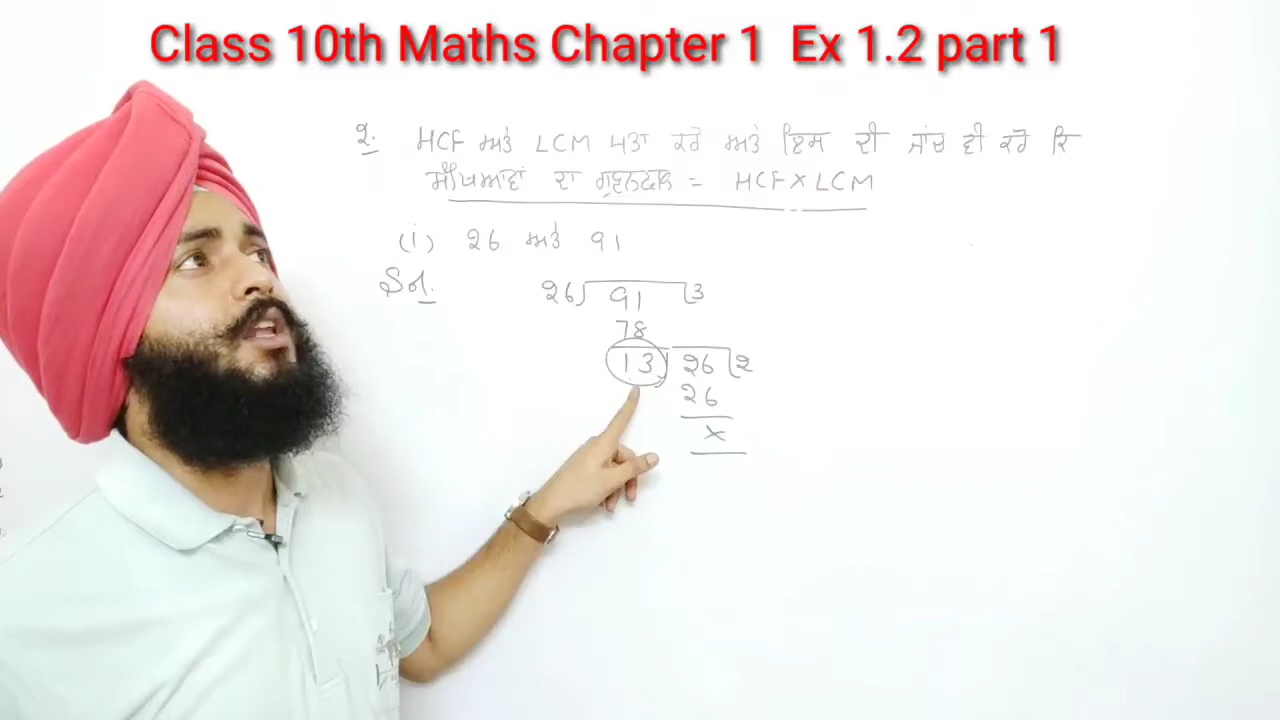 Class 10th Maths Chapter 1 Ex 1.2 part 1
2. HCF ਅਤੇ LCM ਪਤਾ ਕਰੋ ਅਤੇ ਇਸ ਦੀ ਜਾਂਚ ਵੀ ਕਰੋ ਕਿ
ਸੰਖਿਆਵਾਂ ਦਾ ਗੁਣਨਫਲ = HCF × LCM
(i) 26 ਅਤੇ 91
26) 91 (3
78
13) 26 (2
26
×